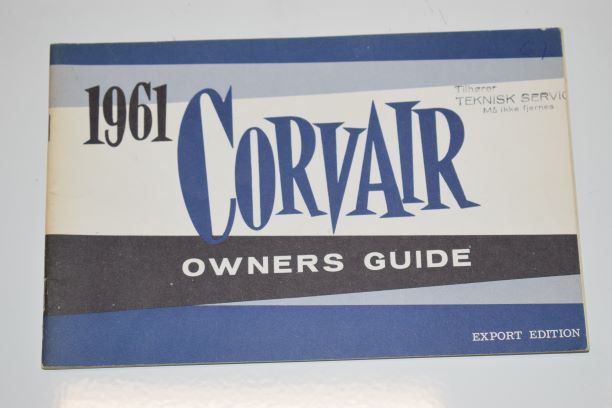 1961 CORVAIR
OWNERS GUIDE
EXPORT EDITION
Tilhører
TEKNISK SERVIC
Må ikke fjernes